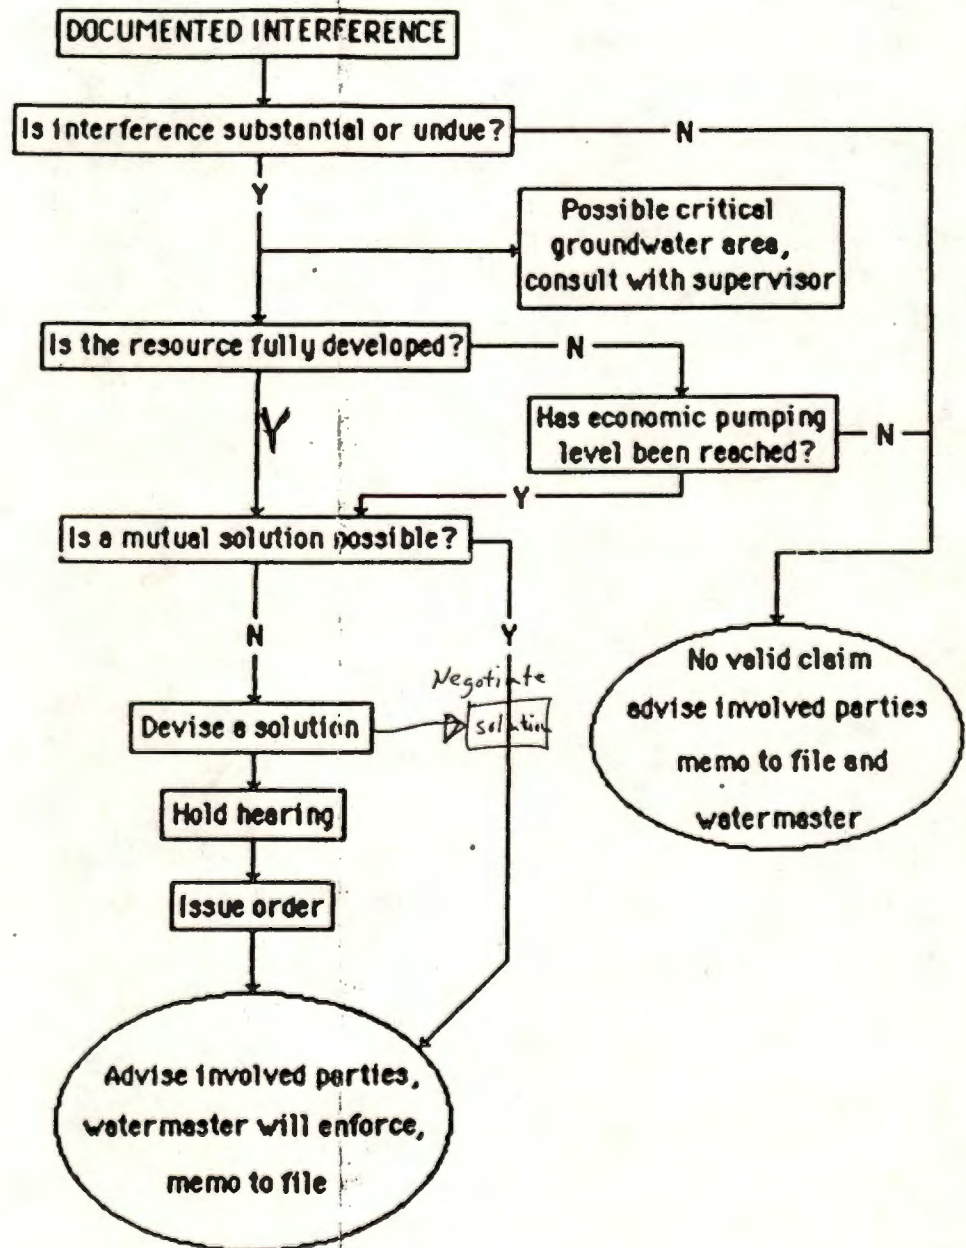 DOCUMENTED INTERFERENCE
Is interference substantial or undue?
N
Y
Possible critical
groundwater area,
consult with supervisor
Is the resource fully developed?
N
Y
Has economic pumping
level been reached?
N
Y
Is a mutual solution possible?
N
Y
Negotiate
solution
Devise a solution
Hold hearing
Issue order
No valid claim
advise involved parties
memo to file and
watermaster
Advise involved parties,
watermaster will enforce,
memo to file